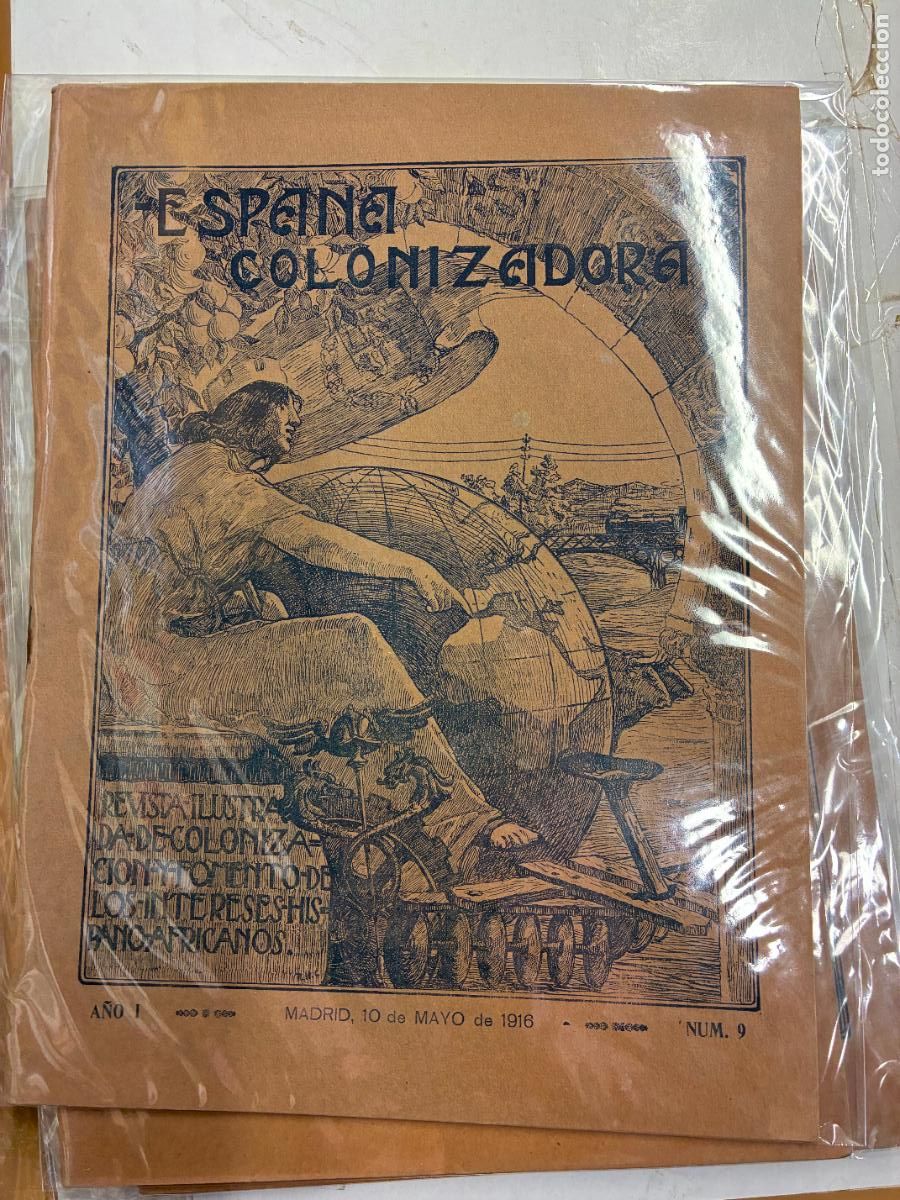 ESPAÑA
COLONIZADORA
REVISTA·ILUSTRA-
DA·DE·COLONIZA-
CION·Y·FOMENTO·DE
LOS·INTERESES·HIS-
PANO·AFRICANOS.
AÑO I
MADRID, 10 de MAYO de 1916
NUM. 9
todocoleccion